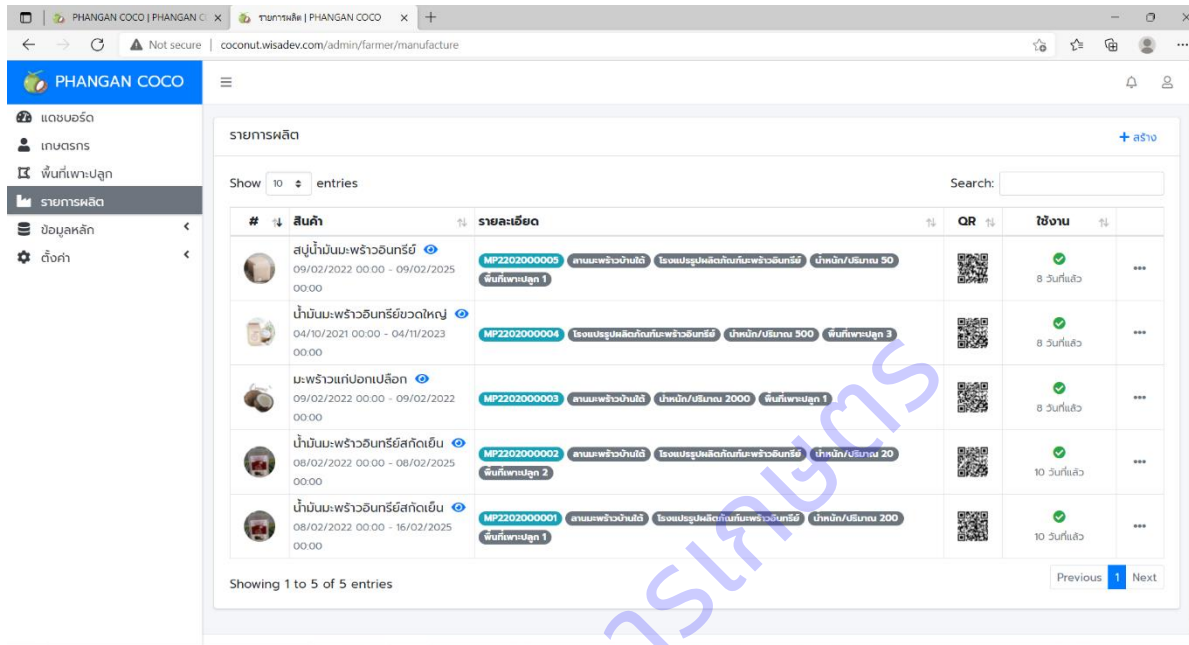 PHANGAN COCO | PHANGAN C
รายการผลิต | PHANGAN COCO
Not secure | coconut.wisadev.com/admin/farmer/manufacture
PHANGAN COCO
แดชบอร์ด
เกษตรกร
พื้นที่เพาะปลูก
รายการผลิต
ข้อมูลหลัก
ตั้งค่า
รายการผลิต
+ สร้าง
Show 10 entries
Search:
# สินค้า รายละเอียด QR ใช้งาน
สบู่น้ำมันมะพร้าวอินทรีย์
09/02/2022 00:00 - 09/02/2025
00:00
MP2202000005 ลานมะพร้าวบ้านใต้ โรงแปรรูปผลิตภัณฑ์มะพร้าวอินทรีย์ น้ำหนัก/ปริมาณ 50
พื้นที่เพาะปลูก 1
8 วันที่แล้ว
น้ำมันมะพร้าวอินทรีย์ขวดใหญ่
04/10/2021 00:00 - 04/11/2023
00:00
MP2202000004 โรงแปรรูปผลิตภัณฑ์มะพร้าวอินทรีย์ น้ำหนัก/ปริมาณ 500 พื้นที่เพาะปลูก 3
8 วันที่แล้ว
มะพร้าวแก่ปอกเปลือก
09/02/2022 00:00 - 09/02/2022
00:00
MP2202000003 ลานมะพร้าวบ้านใต้ น้ำหนัก/ปริมาณ 2000 พื้นที่เพาะปลูก 1
8 วันที่แล้ว
น้ำมันมะพร้าวอินทรีย์สกัดเย็น
08/02/2022 00:00 - 08/02/2025
00:00
MP2202000002 ลานมะพร้าวบ้านใต้ โรงแปรรูปผลิตภัณฑ์มะพร้าวอินทรีย์ น้ำหนัก/ปริมาณ 20
พื้นที่เพาะปลูก 2
10 วันที่แล้ว
น้ำมันมะพร้าวอินทรีย์สกัดเย็น
08/02/2022 00:00 - 16/02/2025
00:00
MP2202000001 ลานมะพร้าวบ้านใต้ โรงแปรรูปผลิตภัณฑ์มะพร้าวอินทรีย์ น้ำหนัก/ปริมาณ 200
พื้นที่เพาะปลูก 1
10 วันที่แล้ว
Showing 1 to 5 of 5 entries
Previous 1 Next
ารเกษตร